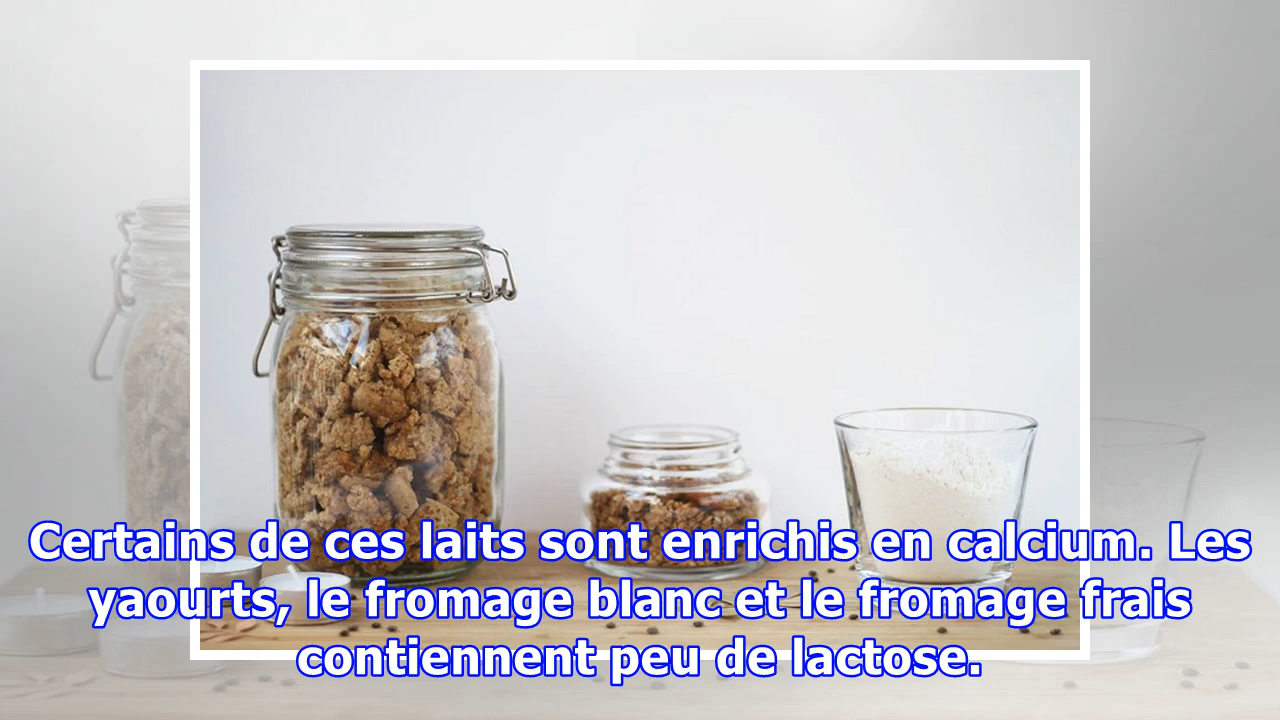 Certains de ces laits sont enrichis en calcium. Les
yaourts, le fromage blanc et le fromage frais
contiennent peu de lactose.